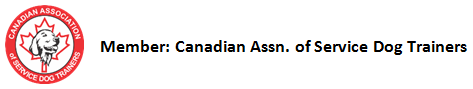 CANADIAN ASSOCIATION
of SERVICE DOG TRAINERS
Member: Canadian Assn. of Service Dog Trainers